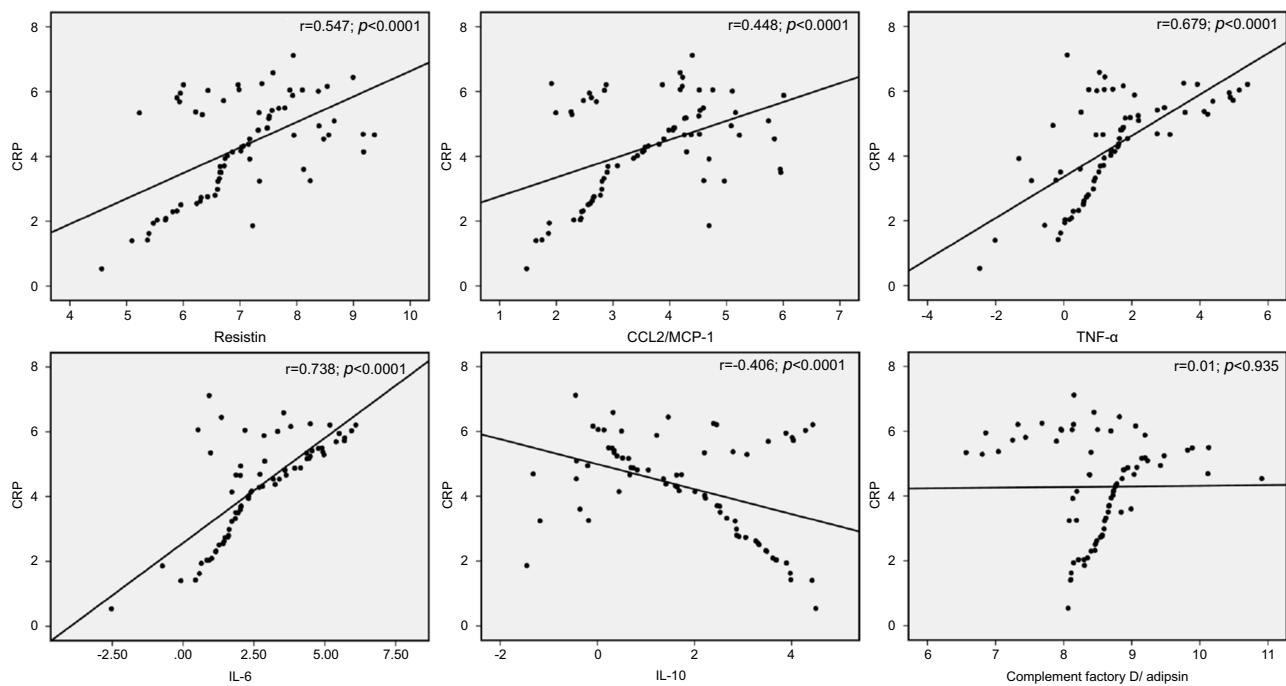 r=0.547; p<0.0001
8
6
4
2
0
CRP
4 5 6 7 8 9 10
Resistin
r=0.448; p<0.0001
8
6
4
2
0
CRP
1 2 3 4 5 6 7
CCL2/MCP-1
r=0.679; p<0.0001
8
6
4
2
0
CRP
-4 -2 0 2 4 6
TNF-α
r=0.738; p<0.0001
8
6
4
2
0
CRP
-2.50 .00 2.50 5.00 7.50
IL-6
r=-0.406; p<0.0001
8
6
4
2
0
CRP
-2 0 2 4
IL-10
r=0.01; p<0.935
8
6
4
2
0
CRP
6 7 8 9 10 11
Complement factory D/ adipsin